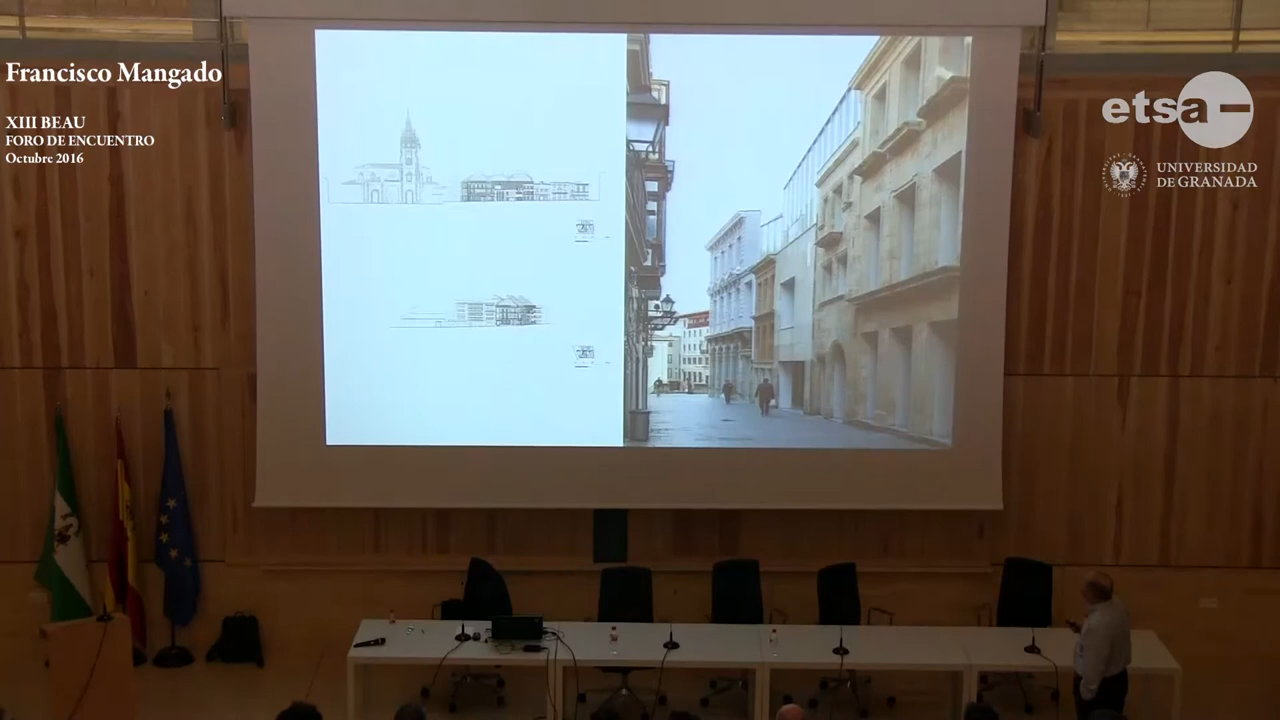 Francisco Mangado
XIII BEAU
FORO DE ENCUENTRO
Octubre 2016
etsa
UNIVERSIDAD
DE GRANADA